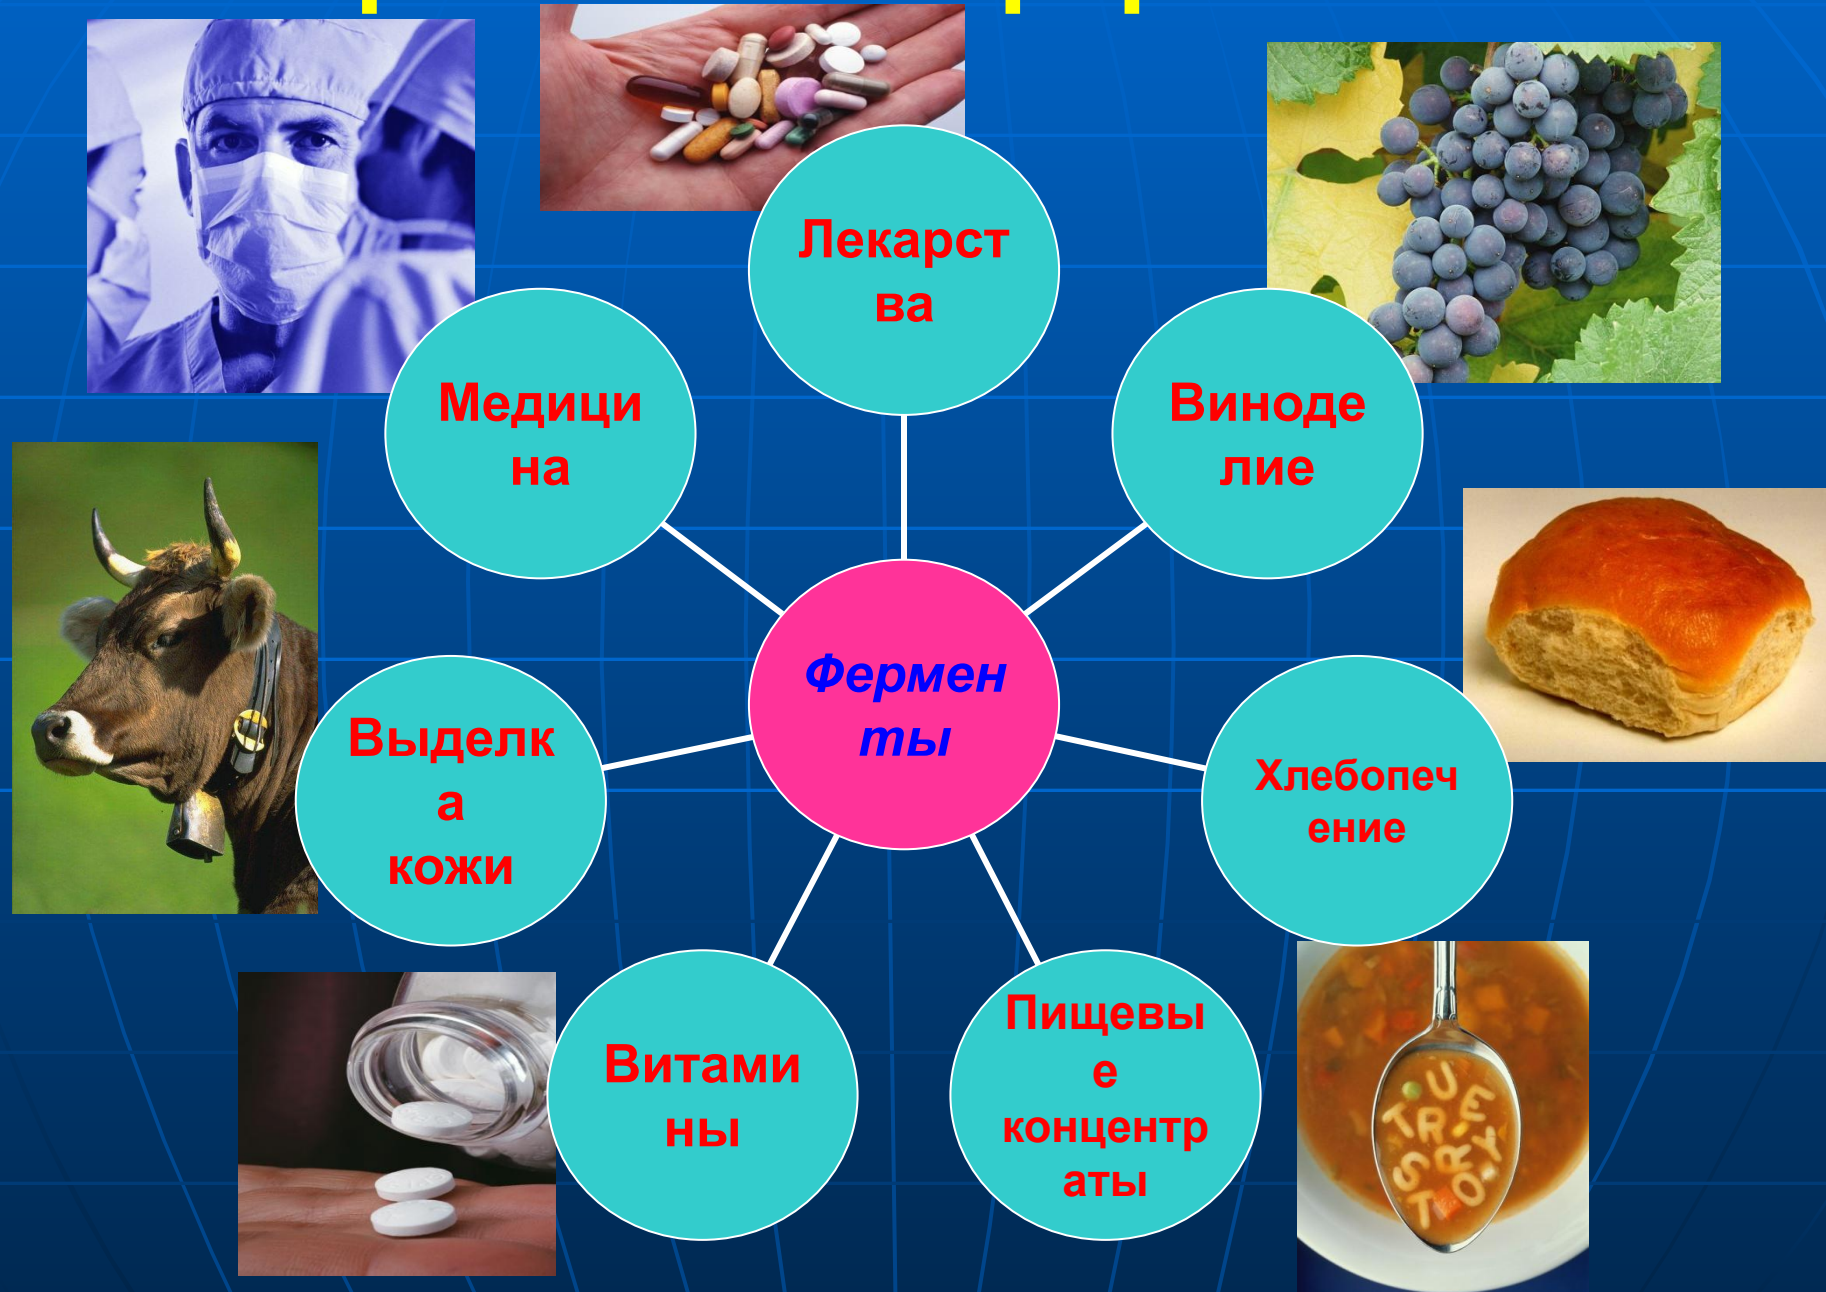 Лекарст
ва
Медици
на
Виноде
лие
Фермен
ты
Выделк
а
кожи
Хлебопеч
ение
Витами
ны
Пищевы
е
концентр
аты